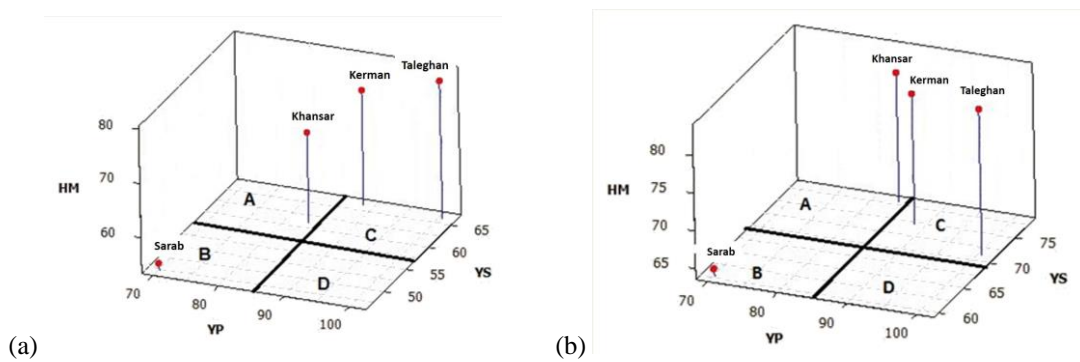 Taleghan
Kerman
Khansar
80
70
HM
60
A
C
65
60
Sarab
B
D
55
YS
50
70
80
90
100
YP
(a)
Khansar
Kerman
Taleghan
80
75
HM
70
65
A
C
75
70
Sarab
B
D
65
YS
60
70
80
90
100
YP
(b)